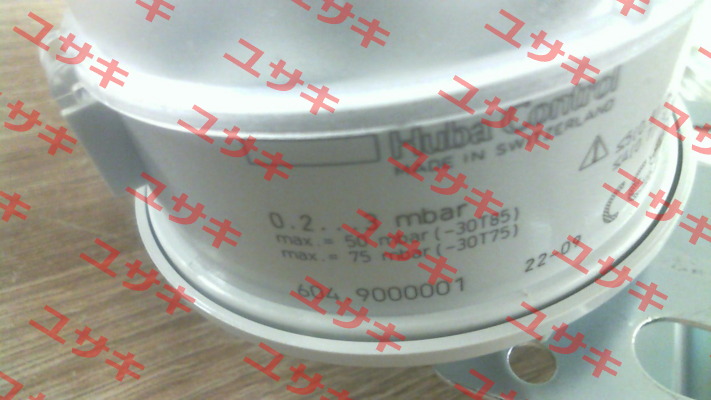 Huba Control
MADE IN SWITZERLAND
0.2... 3 mbar
max.= 50 mbar (-30T85)
max.= 75 mbar (-30T75)
604.9000001
22-09
ユサキ